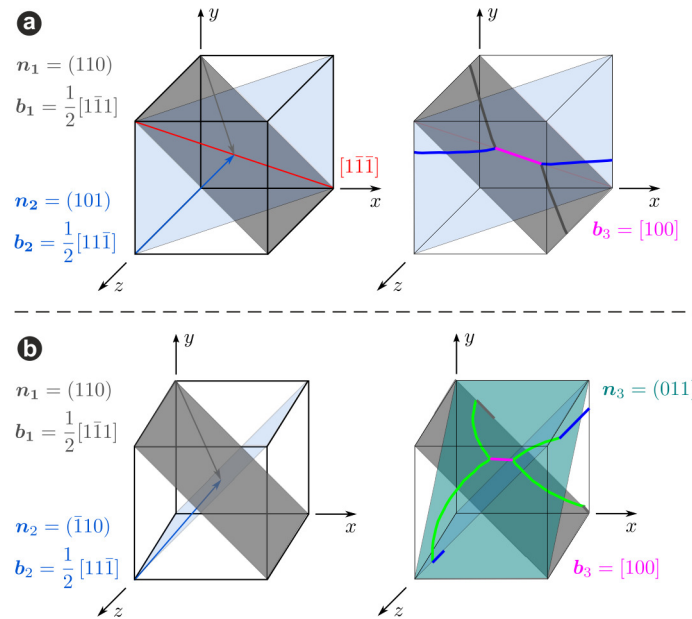 a
y
n₁ = (110)
b₁ = 1/2[11̄1]
[11̄1̄]
n₂ = (101)
x
x
b₂ = 1/2[111̄]
b₃ = [100]
z
z
b
y
y
n₁ = (110)
n₃ = (011)
b₁ = 1/2[11̄1]
n₂ = (1̄10)
x
x
b₂ = 1/2 [111̄]
b₃ = [100]
z
z